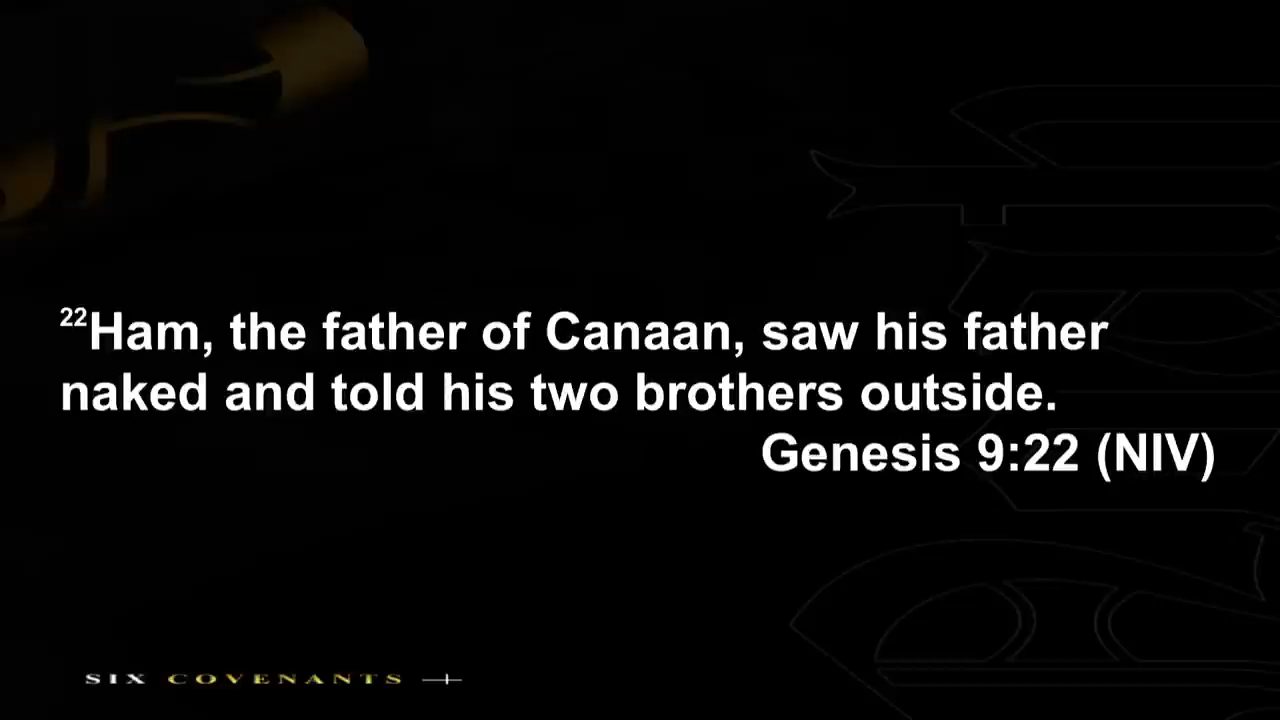 ²²Ham, the father of Canaan, saw his father
naked and told his two brothers outside.
Genesis 9:22 (NIV)
SIX COVENANTS